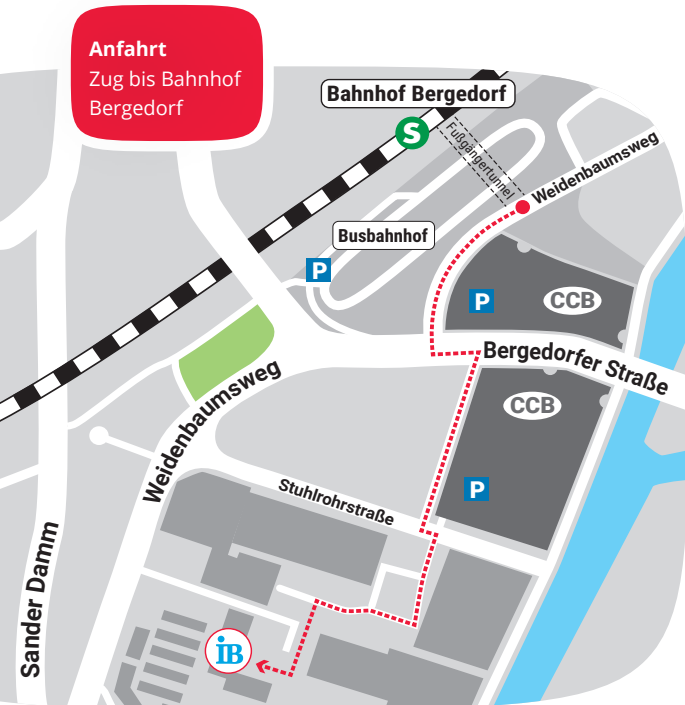 Anfahrt
Zug bis Bahnhof
Bergedorf
Bahnhof Bergedorf
S
Fußgängertunnel
Weidenbaumsweg
Busbahnhof
P
P
CCB
Bergedorfer Straße
CCB
Weidenbaumsweg
P
Stuhlrohrstraße
Sander Damm
iB